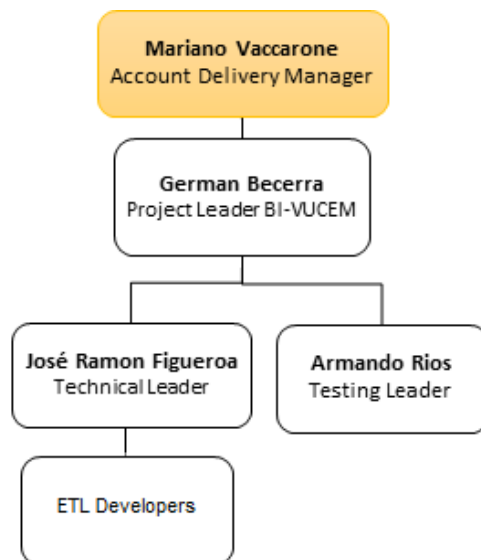 Mariano Vaccarone
Account Delivery Manager
German Becerra
Project Leader BI-VUCEM
José Ramon Figueroa
Technical Leader
Armando Rios
Testing Leader
ETL Developers